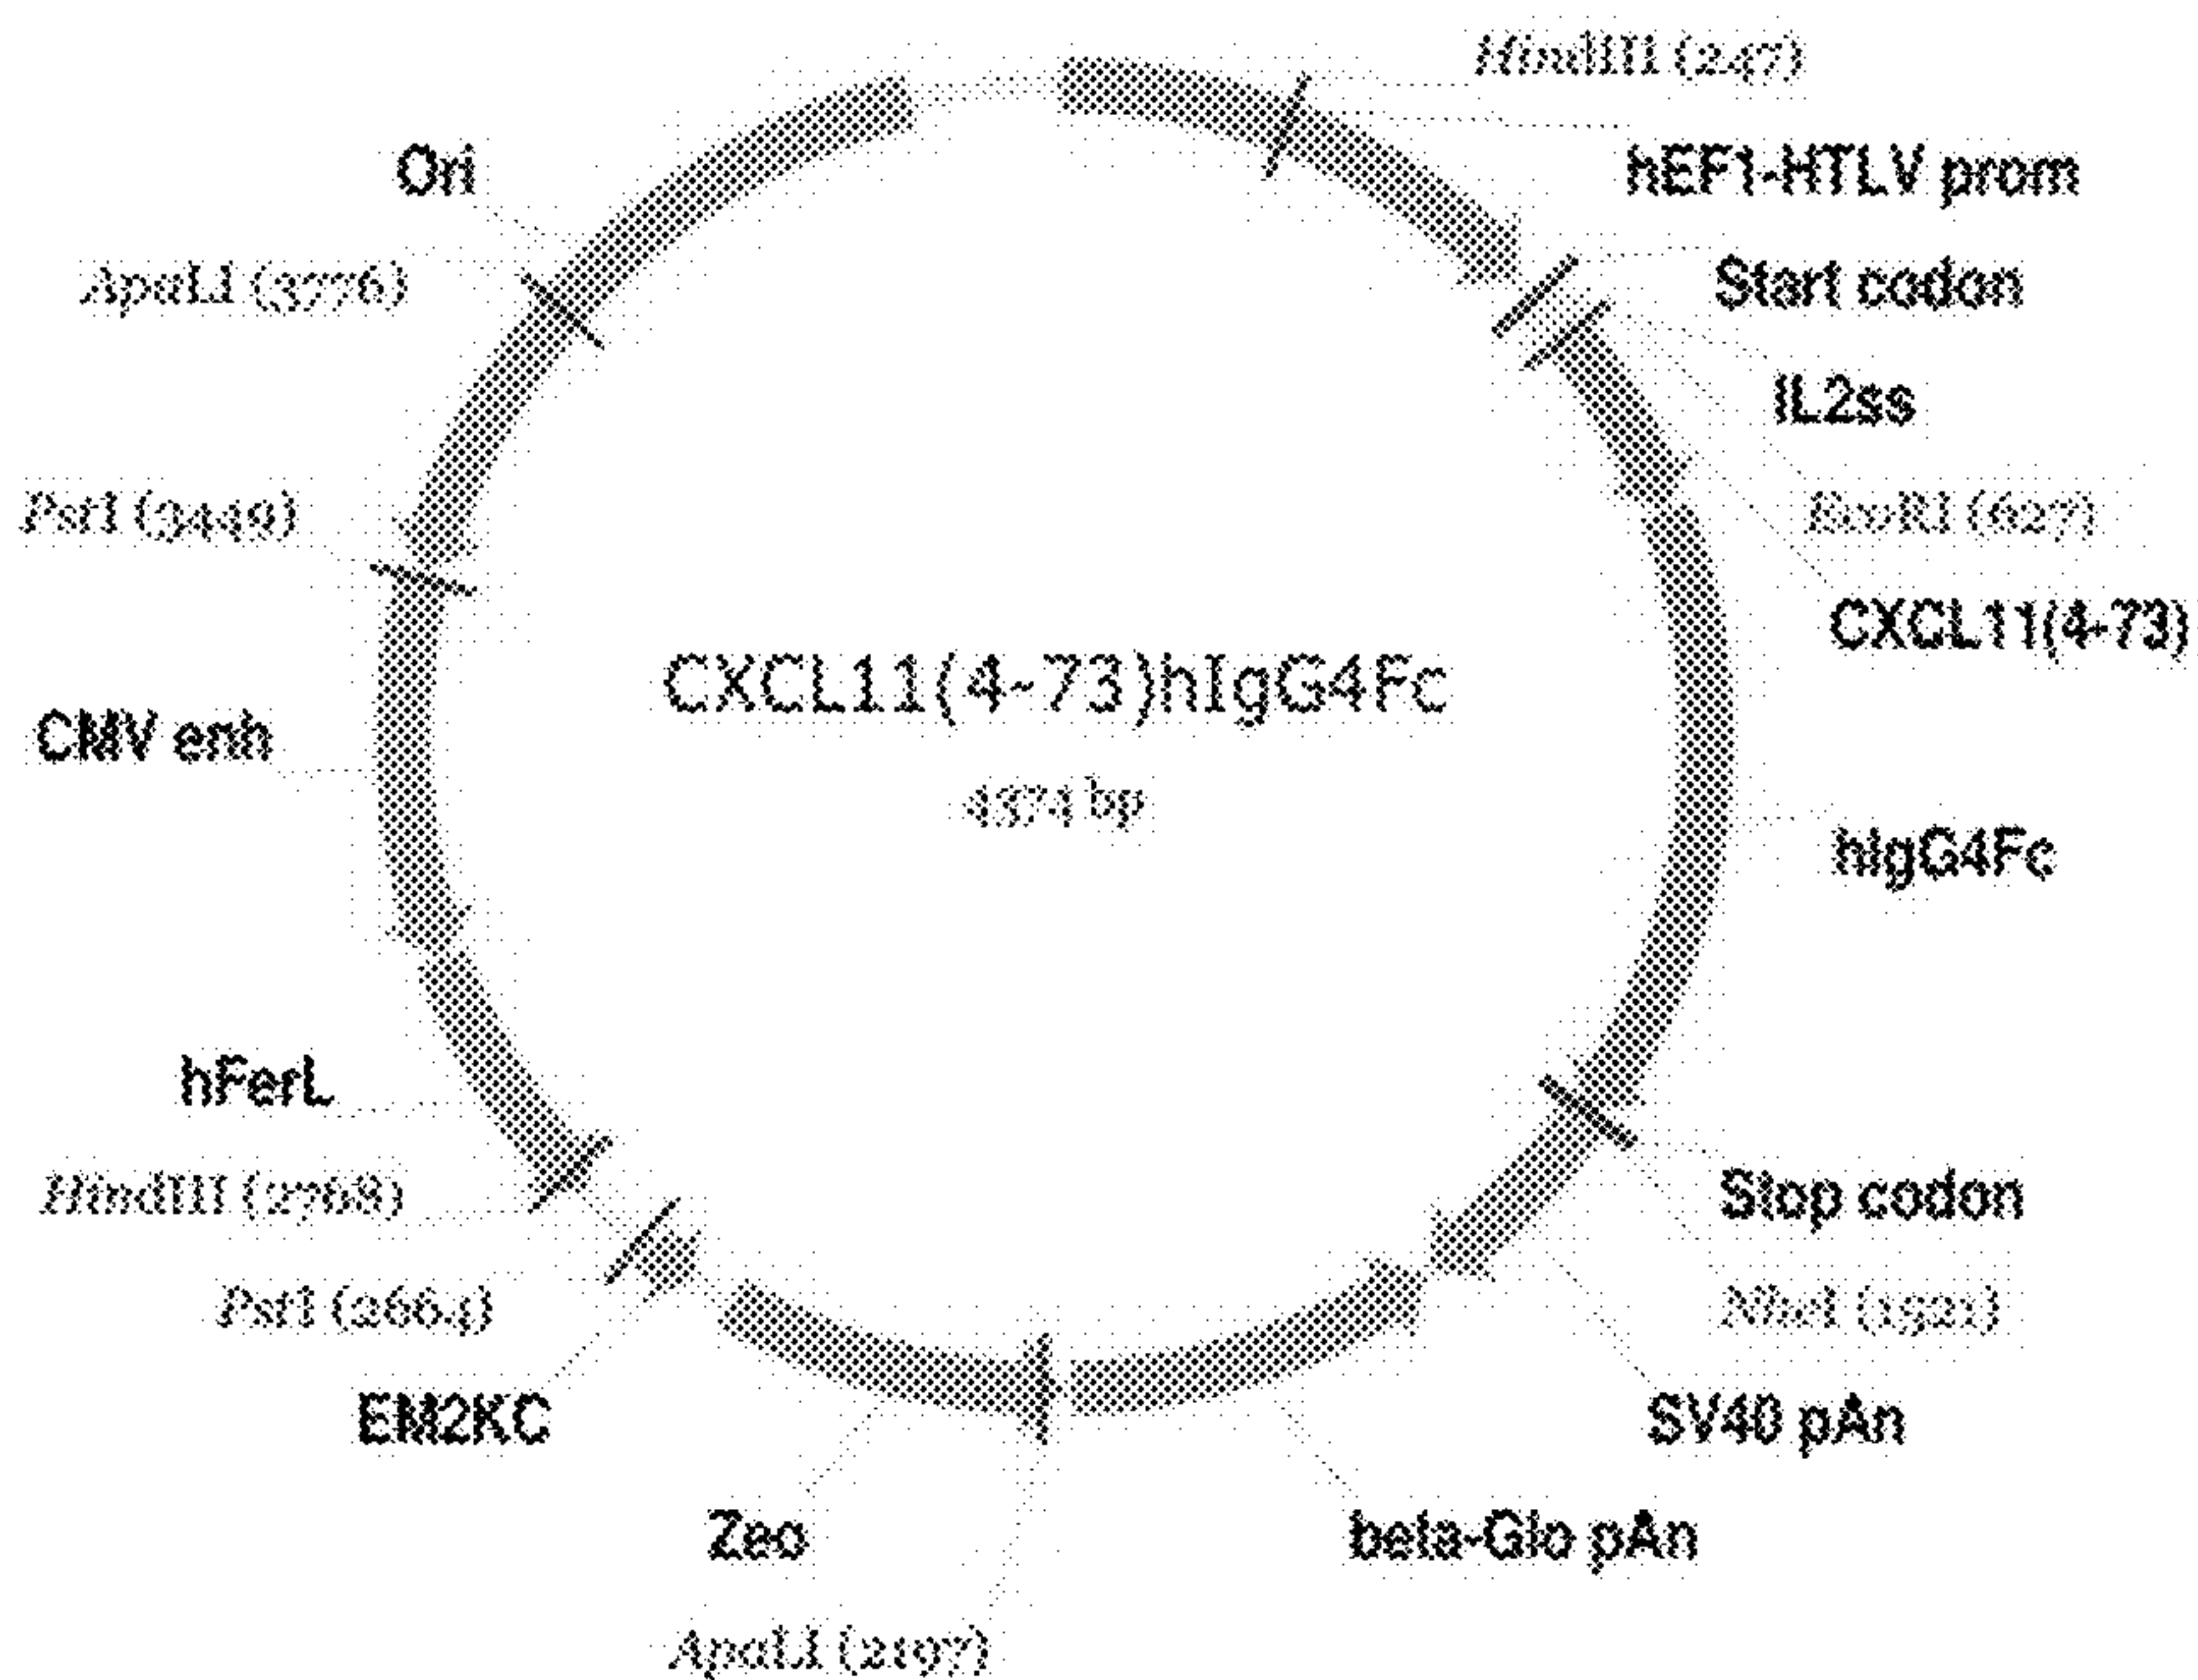 HindIII (247)
hEF1-HTLV prom
Start codon
IL2ss
EcoRI (627)
CXCL11(4-73)
hIgG4Fc
Stop codon
NheI (1521)
SV40 pAn
beta-Glo pAn
ApaLI (2197)
Zeo
EM2KC
PstI (2664)
HindIII (2768)
hFerL
CMV enh
PstI (3449)
ApaLI (3776)
Ori
CXCL11(4-73)hIgG4Fc
4374 bp